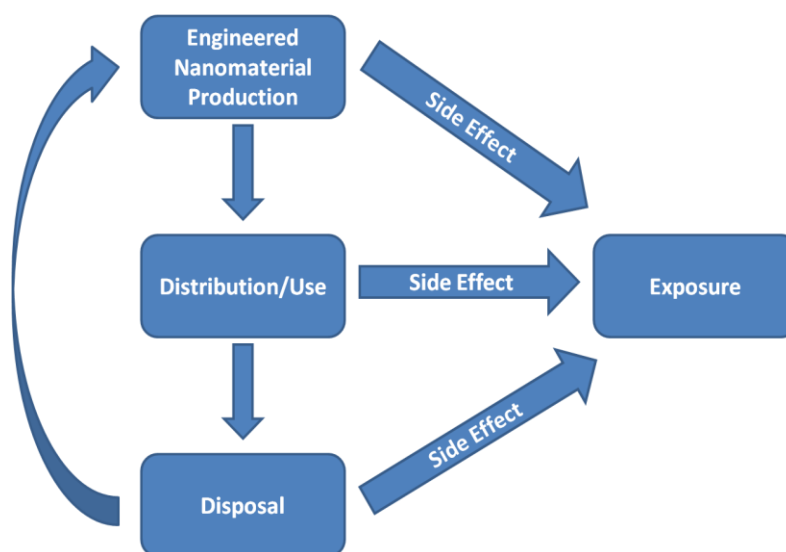 Engineered
Nanomaterial
Production
Side Effect
Distribution/Use
Side Effect
Exposure
Side Effect
Disposal